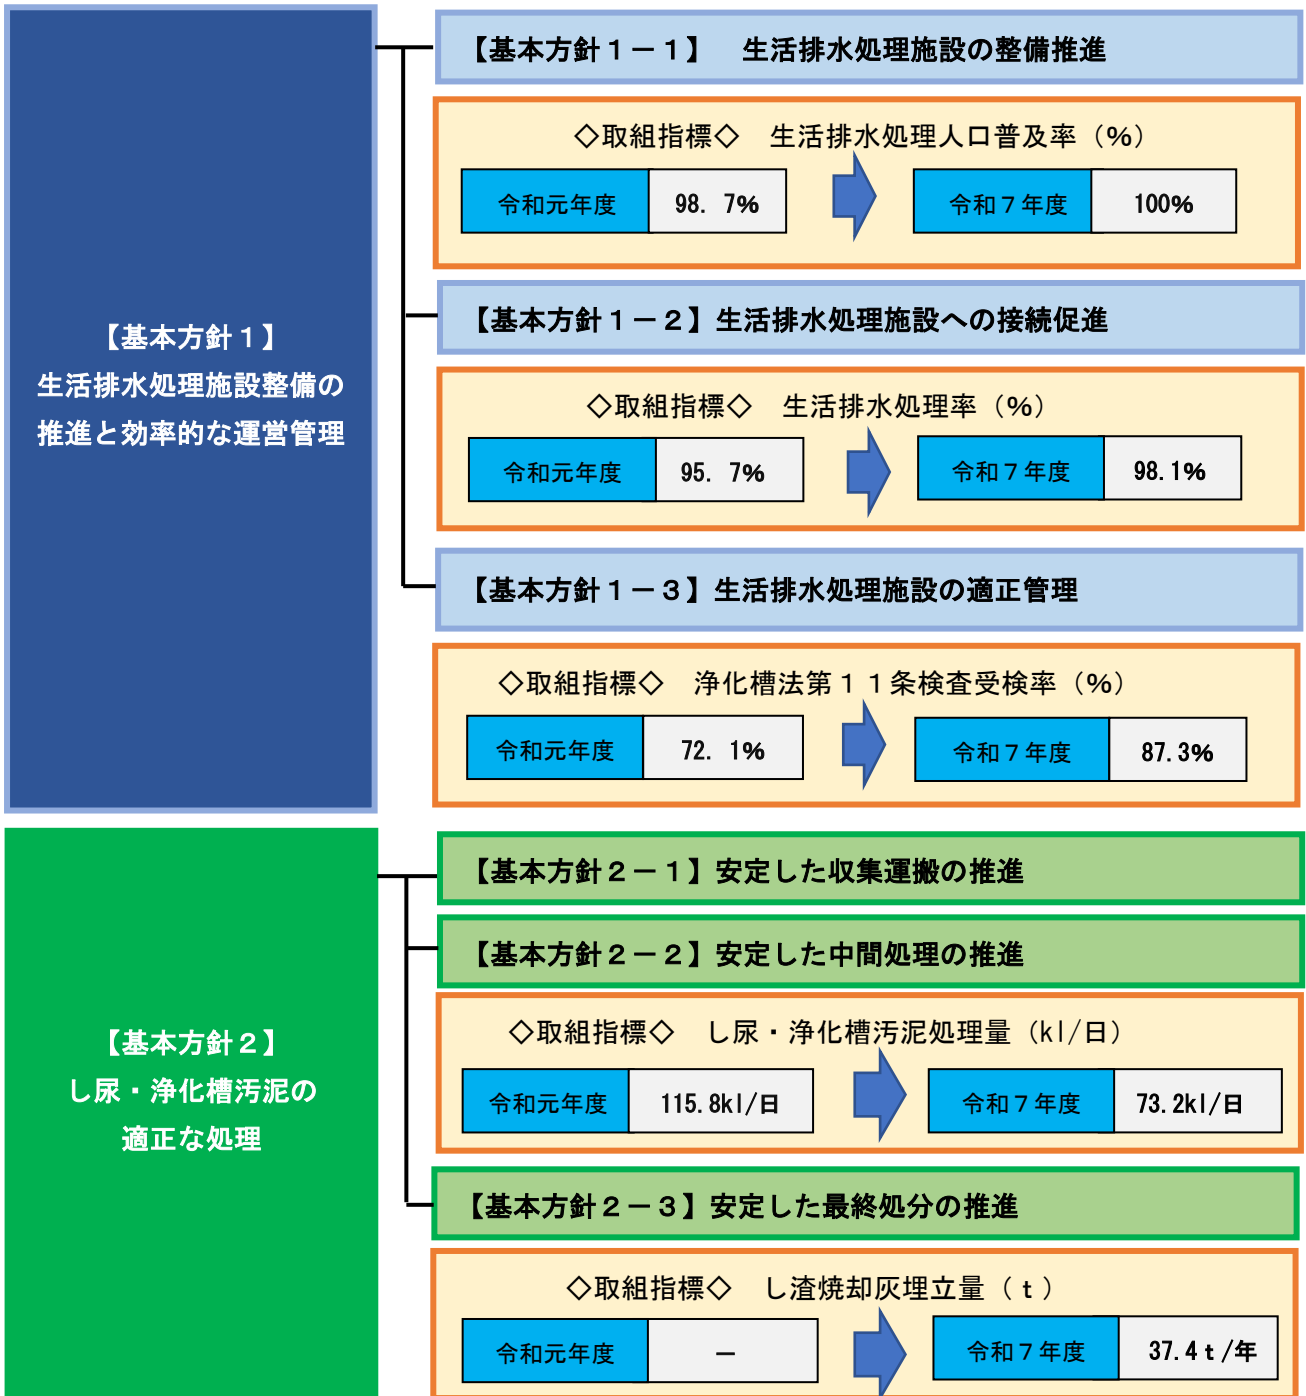 【基本方針１】
生活排水処理施設整備の
推進と効率的な運営管理
【基本方針１－１】　生活排水処理施設の整備推進
◇取組指標◇　生活排水処理人口普及率（％）
令和元年度　98. 7％　令和７年度　100％
【基本方針１－２】生活排水処理施設への接続促進
◇取組指標◇　生活排水処理率（％）
令和元年度　95. 7％　令和７年度　98.1％
【基本方針１－３】生活排水処理施設の適正管理
◇取組指標◇　浄化槽法第１１条検査受検率（％）
令和元年度　72. 1％　令和７年度　87.3％
【基本方針２】
し尿・浄化槽汚泥の
適正な処理
【基本方針２－１】安定した収集運搬の推進
【基本方針２－２】安定した中間処理の推進
◇取組指標◇　し尿・浄化槽汚泥処理量（kl/日）
令和元年度　115.8kl/日　令和７年度　73.2kl/日
【基本方針２－３】安定した最終処分の推進
◇取組指標◇　し渣焼却灰埋立量（ｔ）
令和元年度　－　令和７年度　37.4ｔ/年